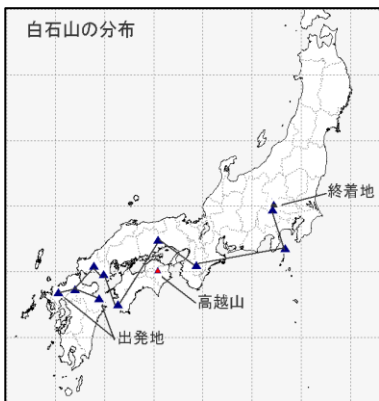 白石山の分布
終着地
高越山
出発地